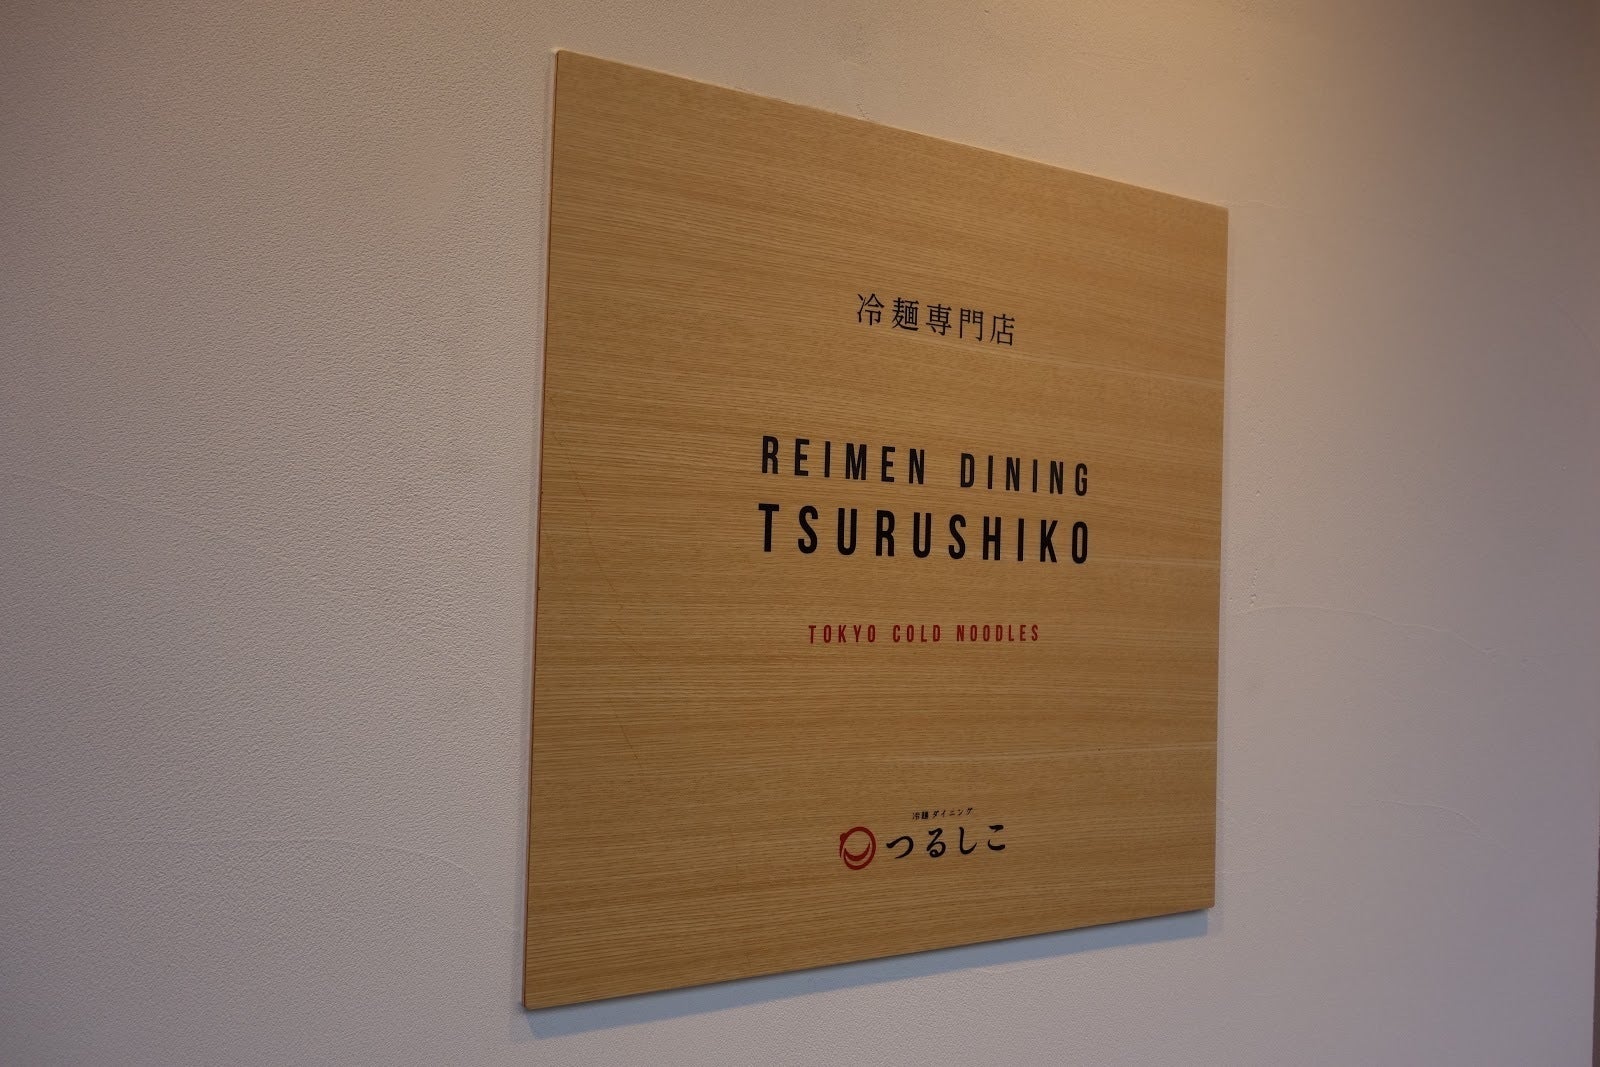 冷麺専門店
REIMEN DINING
TSURUSHIKO
TOKYO COLD NOODLES
冷麺ダイニング
つるしこ